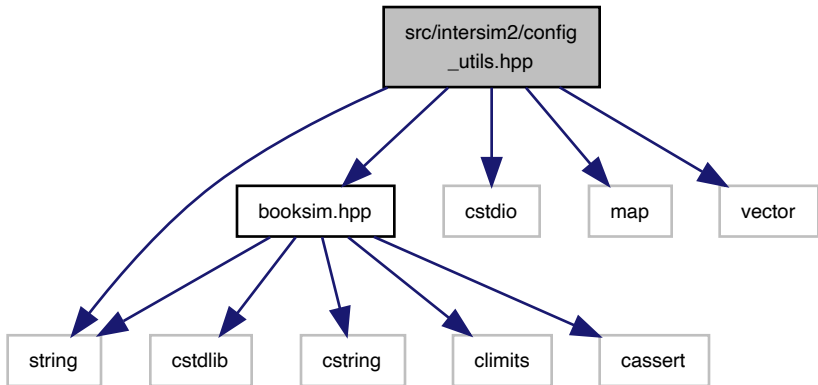 src/intersim2/config
_utils.hpp
booksim.hpp
cstdio
map
vector
string
cstdlib
cstring
climits
cassert